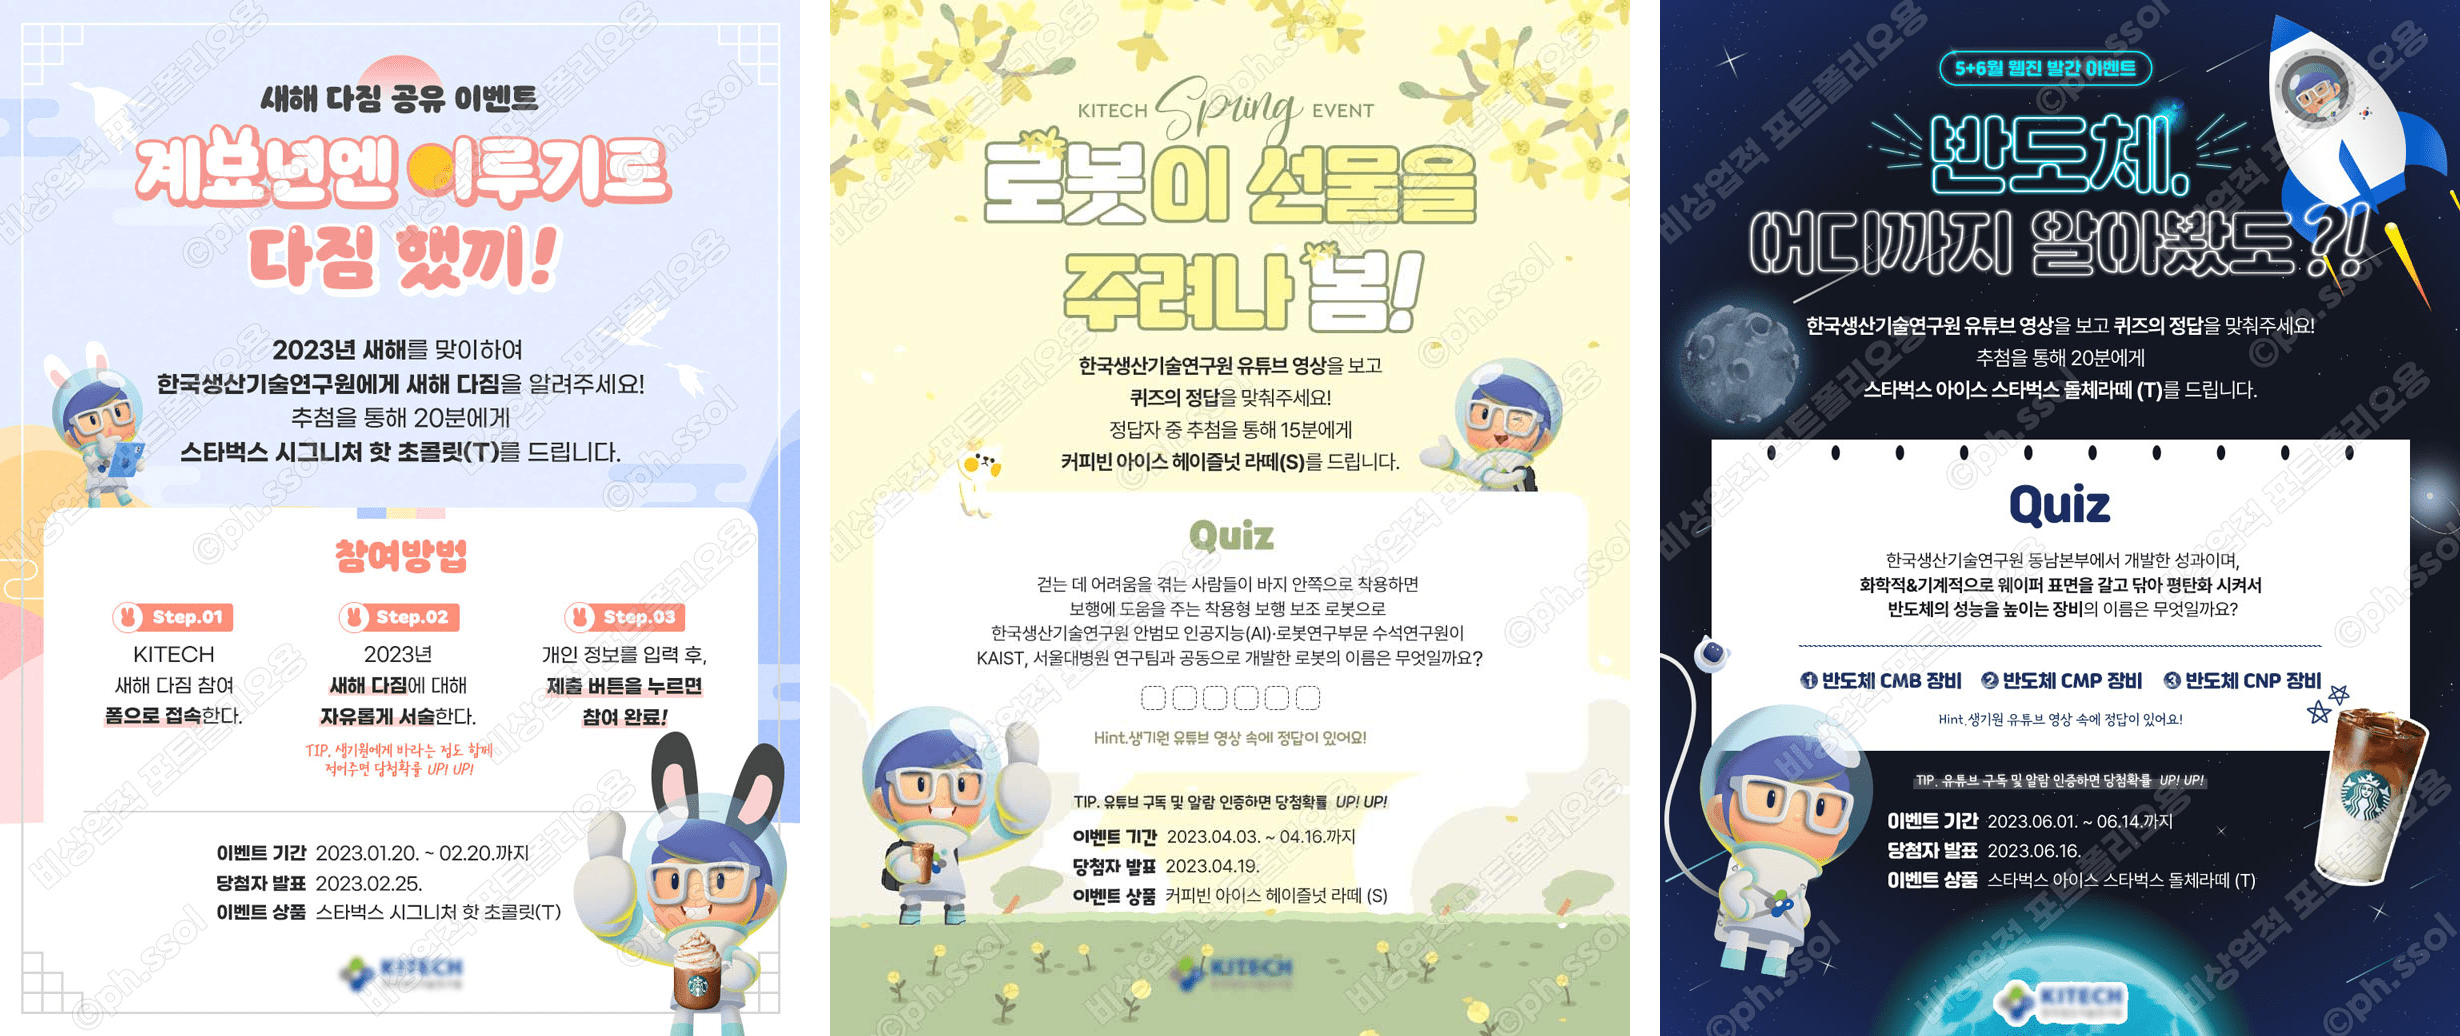 새해 다짐 공유 이벤트
계묘년엔 이루기로
다짐 했끼!
2023년 새해를 맞이하여
한국생산기술연구원에게 새해 다짐을 알려주세요!
추첨을 통해 20분에게
스타벅스 시그니처 핫 초콜릿(T)를 드립니다.
참여방법
Step.01
KITECH
새해 다짐 참여
폼으로 접속한다.
Step.02
2023년
새해 다짐에 대해
자유롭게 서술한다.
TIP. 생기원에게 바라는 점도 함께
적어주면 당첨확률 UP! UP!
Step.03
개인 정보를 입력 후,
제출 버튼을 누르면
참여 완료!
이벤트 기간 2023.01.20. ~ 02.20.까지
당첨자 발표 2023.02.25.
이벤트 상품 스타벅스 시그니처 핫 초콜릿(T)
KITECH
KITECH Spring EVENT
로봇이 선물을
주려나 봄!
한국생산기술연구원 유튜브 영상을 보고
퀴즈의 정답을 맞춰주세요!
정답자 중 추첨을 통해 15분에게
커피빈 아이스 헤이즐넛 라떼(S)를 드립니다.
Quiz
걷는 데 어려움을 겪는 사람들이 바지 안쪽으로 착용하면
보행에 도움을 주는 착용형 보행 보조 로봇으로
한국생산기술연구원 안범모 인공지능(AI)·로봇연구부문 수석연구원이
KAIST, 서울대병원 연구팀과 공동으로 개발한 로봇의 이름은 무엇일까요?
Hint.생기원 유튜브 영상 속에 정답이 있어요!
TIP. 유튜브 구독 및 알람 인증하면 당첨확률 UP! UP!
이벤트 기간 2023.04.03. ~ 04.16.까지
당첨자 발표 2023.04.19.
이벤트 상품 커피빈 아이스 헤이즐넛 라떼 (S)
KITECH
5+6월 웹진 발간 이벤트
반도체,
어디까지 알아봤도?!
한국생산기술연구원 유튜브 영상을 보고 퀴즈의 정답을 맞춰주세요!
추첨을 통해 20분에게
스타벅스 아이스 스타벅스 돌체라떼 (T)를 드립니다.
Quiz
한국생산기술연구원 동남본부에서 개발한 성과이며,
화학적&기계적으로 웨이퍼 표면을 갈고 닦아 평탄화 시켜서
반도체의 성능을 높이는 장비의 이름은 무엇일까요?
1 반도체 CMB 장비 2 반도체 CMP 장비 3 반도체 CNP 장비
Hint.생기원 유튜브 영상 속에 정답이 있어요!
TIP. 유튜브 구독 및 알람 인증하면 당첨확률 UP! UP!
이벤트 기간 2023.06.01. ~ 06.14.까지
당첨자 발표 2023.06.16.
이벤트 상품 스타벅스 아이스 스타벅스 돌체라떼 (T)
KITECH
비상업적 포트폴리오용
©ph.ssol